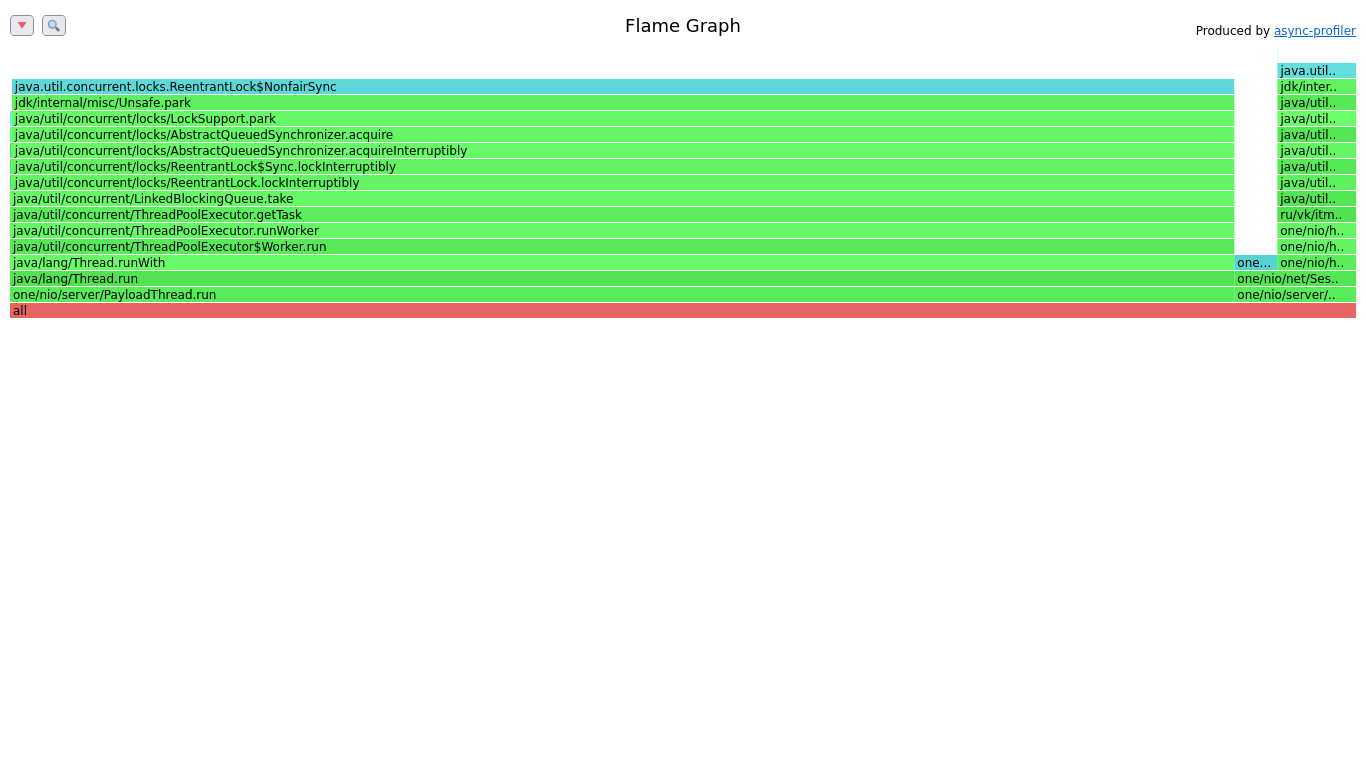 Flame Graph
Produced by async-profiler
java.util..
java.util.concurrent.locks.ReentrantLock$NonfairSync jdk/inter..
jdk/internal/misc/Unsafe.park java/util..
java/util/concurrent/locks/LockSupport.park java/util..
java/util/concurrent/locks/AbstractQueuedSynchronizer.acquire java/util..
java/util/concurrent/locks/AbstractQueuedSynchronizer.acquireInterruptibly java/util..
java/util/concurrent/locks/ReentrantLock$Sync.lockInterruptibly java/util..
java/util/concurrent/locks/ReentrantLock.lockInterruptibly java/util..
java/util/concurrent/LinkedBlockingQueue.take java/util..
java/util/concurrent/ThreadPoolExecutor.getTask ru/vk/itm..
java/util/concurrent/ThreadPoolExecutor.runWorker one/nio/h..
java/util/concurrent/ThreadPoolExecutor$Worker.run one/nio/h..
java/lang/Thread.runWith one... one/nio/h..
java/lang/Thread.run one/nio/net/Ses..
one/nio/server/PayloadThread.run one/nio/server/..
all